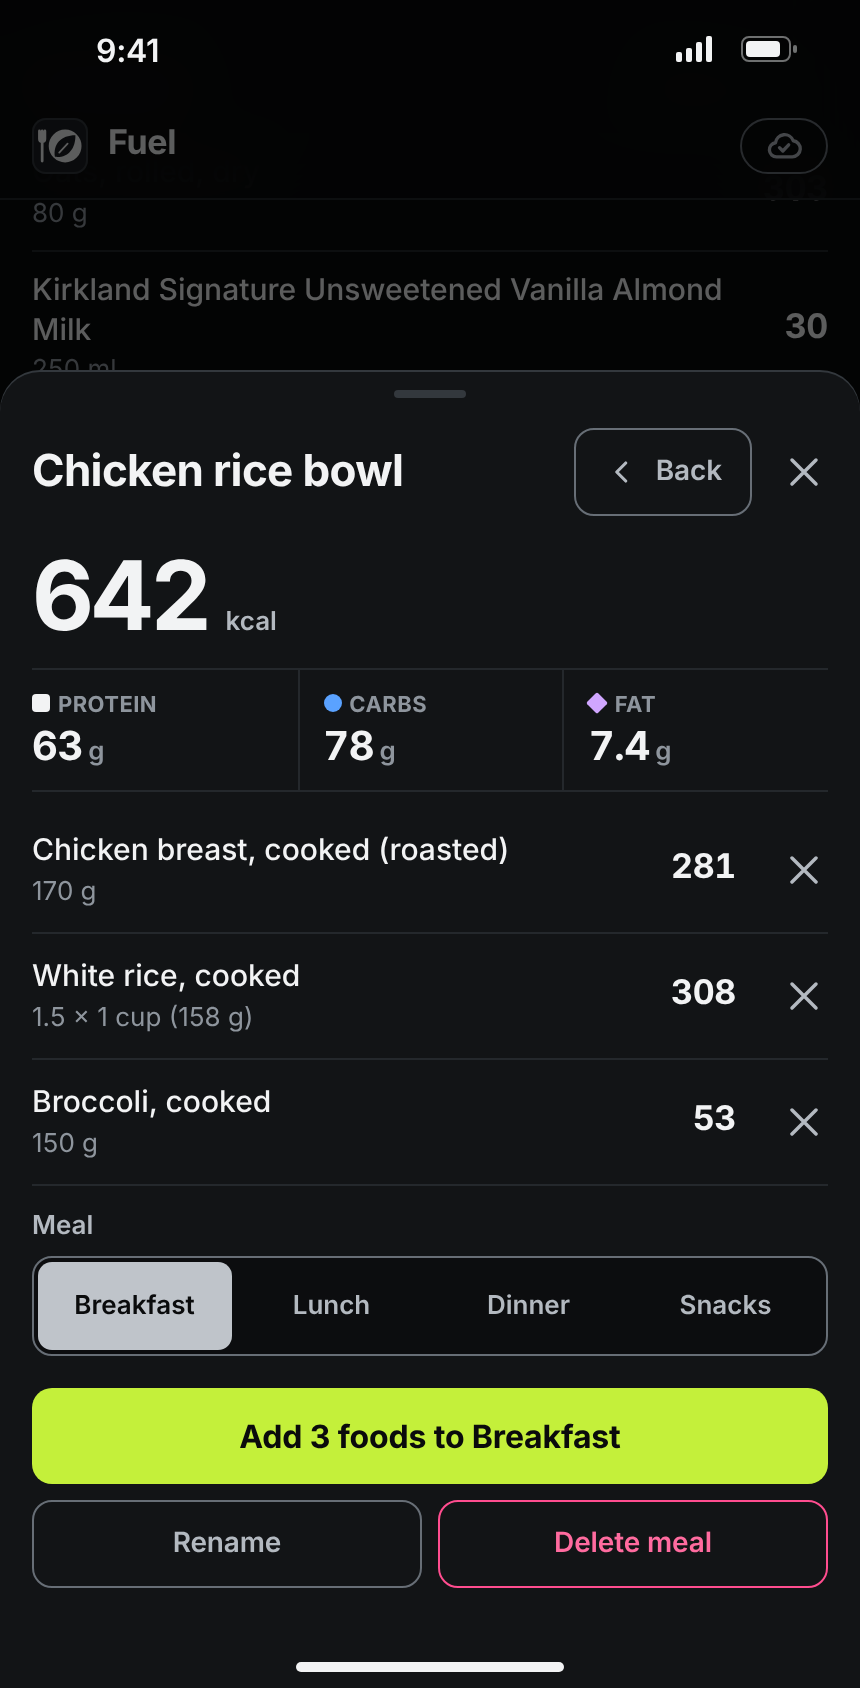 9:41
Fuel
80 g
Kirkland Signature Unsweetened Vanilla Almond
Milk
30
250 ml
Chicken rice bowl
Back
642 kcal
PROTEIN
63 g
CARBS
78 g
FAT
7.4 g
Chicken breast, cooked (roasted)
281
170 g
White rice, cooked
308
1.5 × 1 cup (158 g)
Broccoli, cooked
53
150 g
Meal
Breakfast
Lunch
Dinner
Snacks
Add 3 foods to Breakfast
Rename
Delete meal